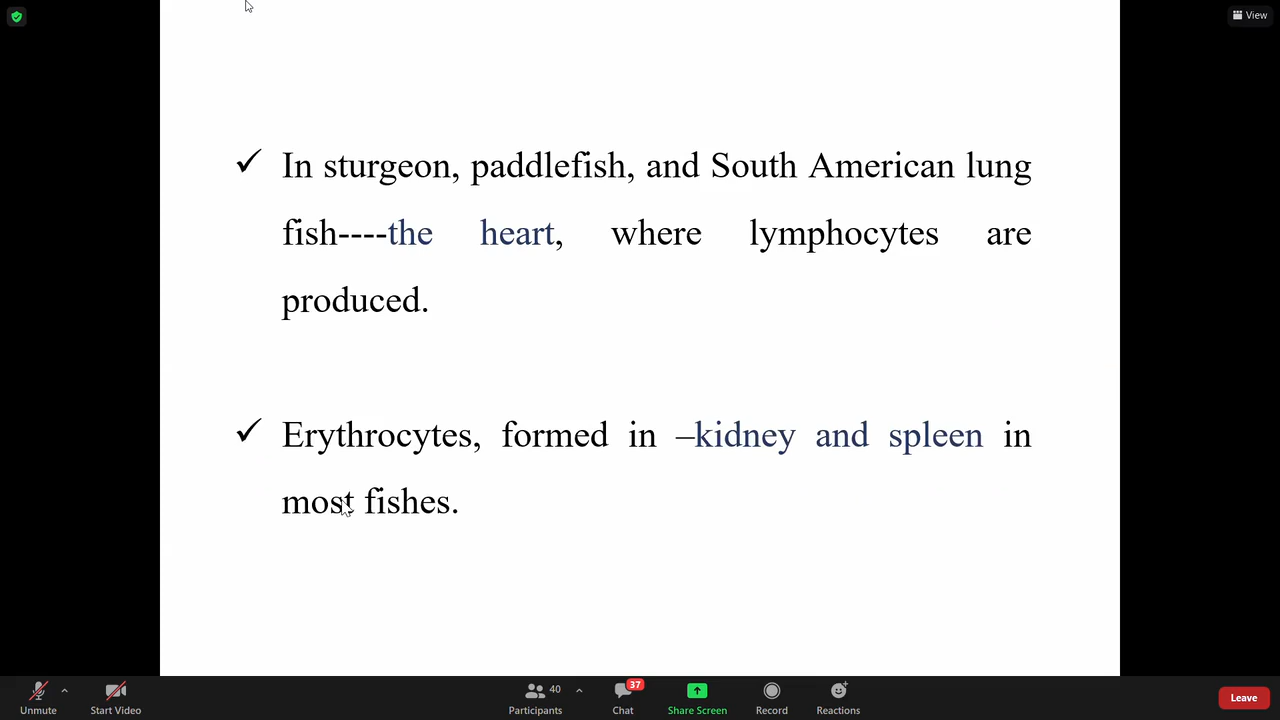 View
✓ In sturgeon, paddlefish, and South American lung
fish----the heart, where lymphocytes are
produced.
✓ Erythrocytes, formed in –kidney and spleen in
most fishes.
Unmute
Start Video
40
Participants
37
Chat
Share Screen
Record
Reactions
Leave